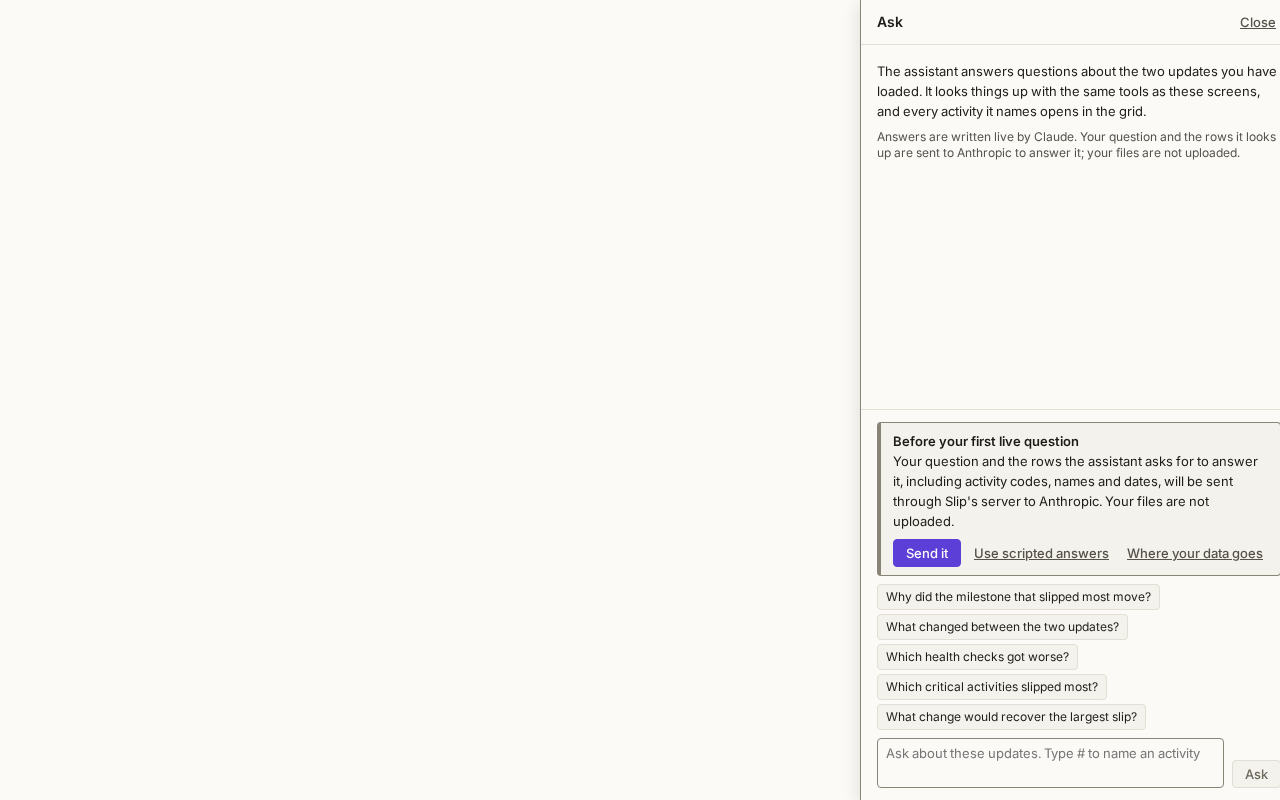 Ask
Close
The assistant answers questions about the two updates you have
loaded. It looks things up with the same tools as these screens,
and every activity it names opens in the grid.
Answers are written live by Claude. Your question and the rows it looks
up are sent to Anthropic to answer it; your files are not uploaded.
Before your first live question
Your question and the rows the assistant asks for to answer
it, including activity codes, names and dates, will be sent
through Slip's server to Anthropic. Your files are not
uploaded.
Send it
Use scripted answers
Where your data goes
Why did the milestone that slipped most move?
What changed between the two updates?
Which health checks got worse?
Which critical activities slipped most?
What change would recover the largest slip?
Ask about these updates. Type # to name an activity
Ask